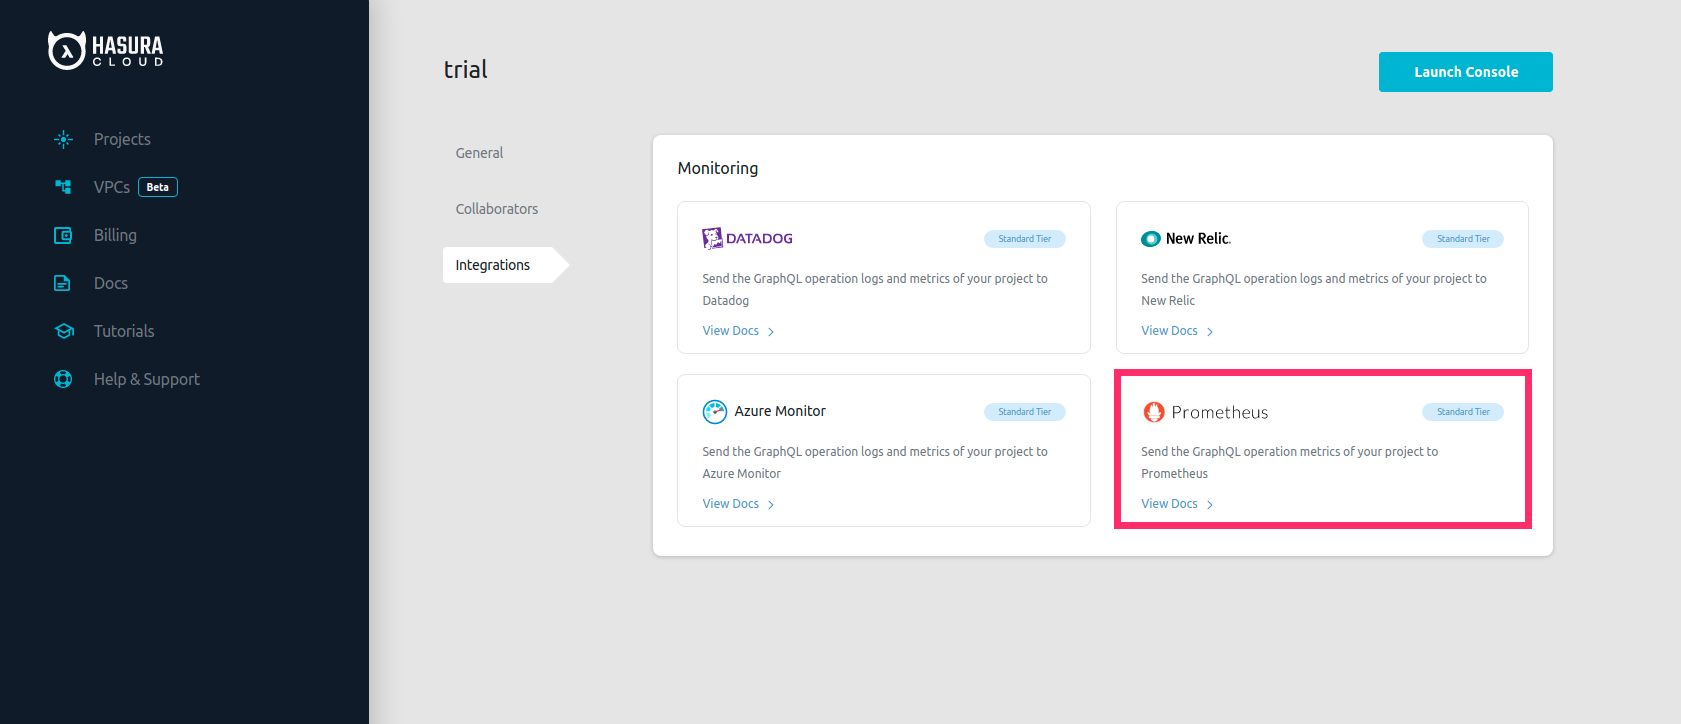 HASURA
CLOUD
Projects
VPCs Beta
Billing
Docs
Tutorials
Help & Support
trial
Launch Console
General
Collaborators
Integrations
Monitoring
DATADOG
Standard Tier
Send the GraphQL operation logs and metrics of your project to
Datadog
View Docs
New Relic.
Standard Tier
Send the GraphQL operation logs and metrics of your project to
New Relic
View Docs
Azure Monitor
Standard Tier
Send the GraphQL operation logs and metrics of your project to
Azure Monitor
View Docs
Prometheus
Standard Tier
Send the GraphQL operation metrics of your project to
Prometheus
View Docs